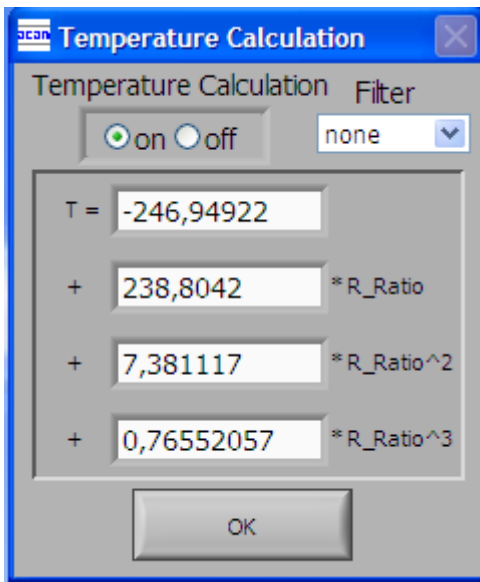 acam Temperature Calculation
Temperature Calculation Filter
on off none
T = -246,94922
+ 238,8042 *R_Ratio
+ 7,381117 *R_Ratio^2
+ 0,76552057 *R_Ratio^3
OK